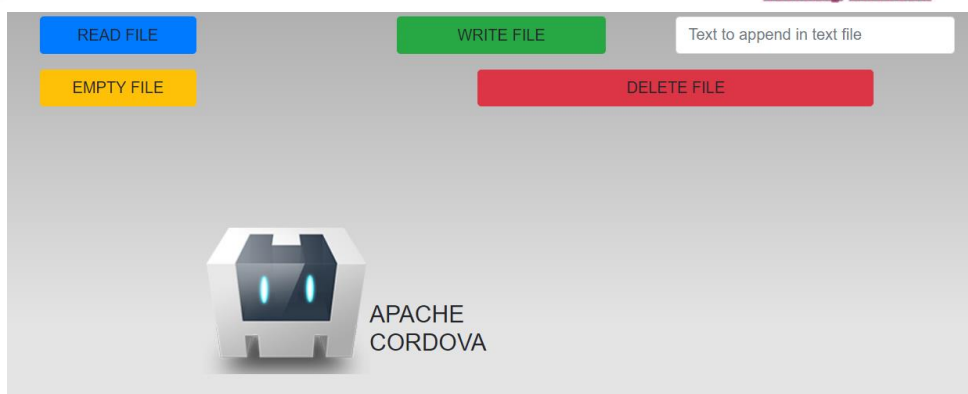 READ FILE
WRITE FILE
Text to append in text file
EMPTY FILE
DELETE FILE
APACHE
CORDOVA